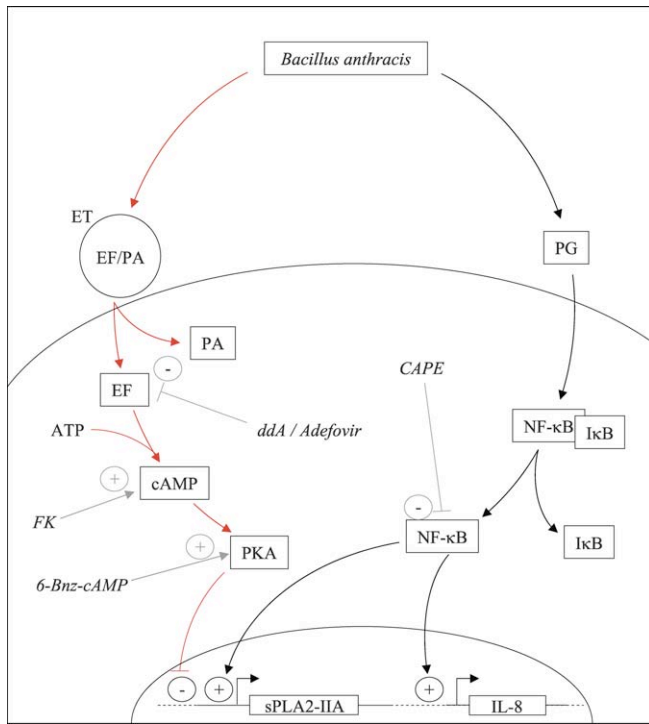 Bacillus anthracis
ET
EF/PA
PG
PA
-
EF
CAPE
ddA / Adefovir
ATP
NF-κB
IκB
+
cAMP
-
FK
NF-κB
IκB
+
PKA
6-Bnz-cAMP
-
+
+
sPLA2-IIA
IL-8